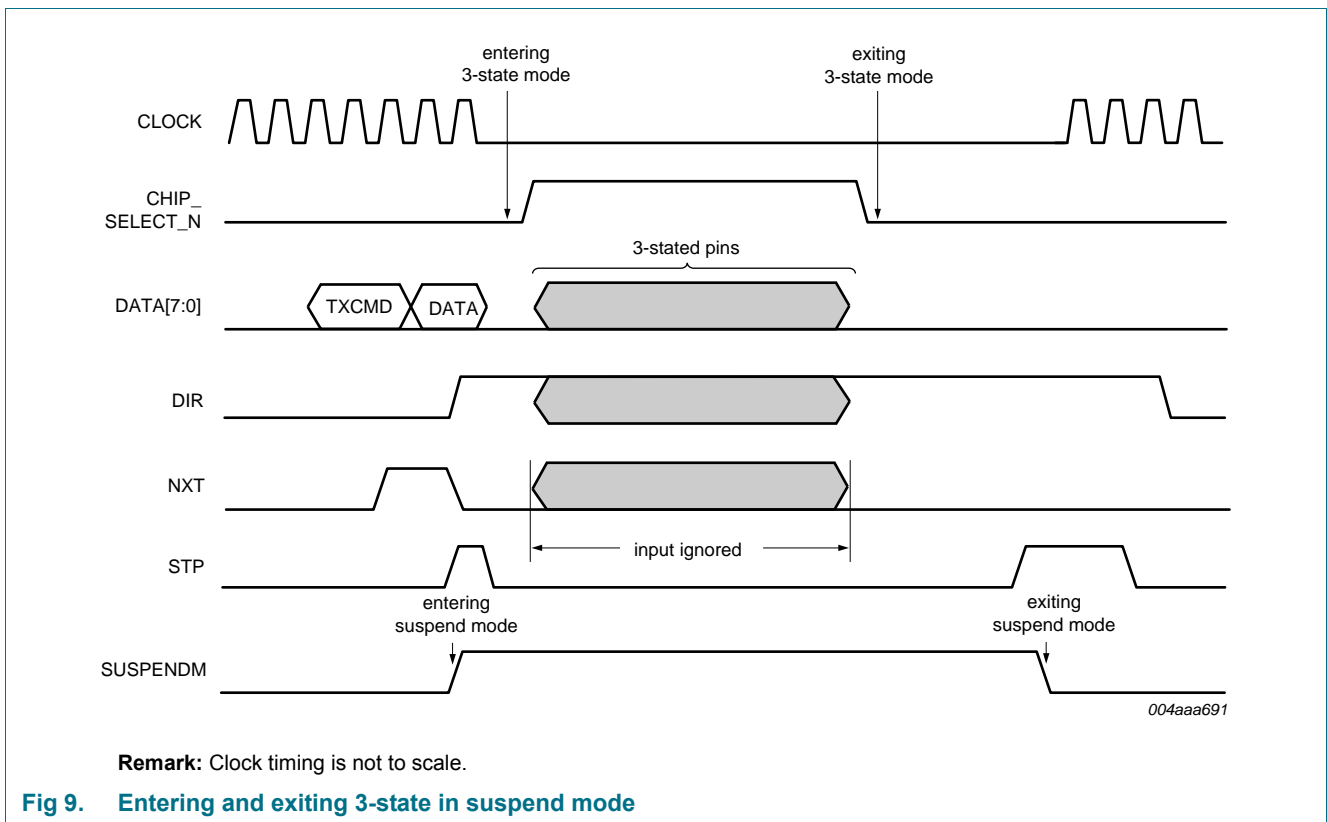 entering
3-state mode
exiting
3-state mode
CLOCK
CHIP_
SELECT_N
3-stated pins
DATA[7:0]
TXCMD
DATA
DIR
NXT
input ignored
STP
entering
suspend mode
exiting
suspend mode
SUSPENDM
004aaa691
Remark: Clock timing is not to scale.
Fig 9. Entering and exiting 3-state in suspend mode